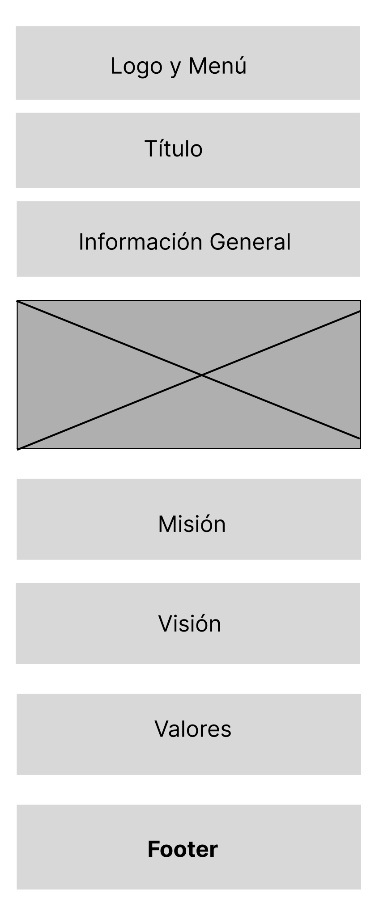 Logo y Menú
Título
Información General
Misión
Visión
Valores
Footer